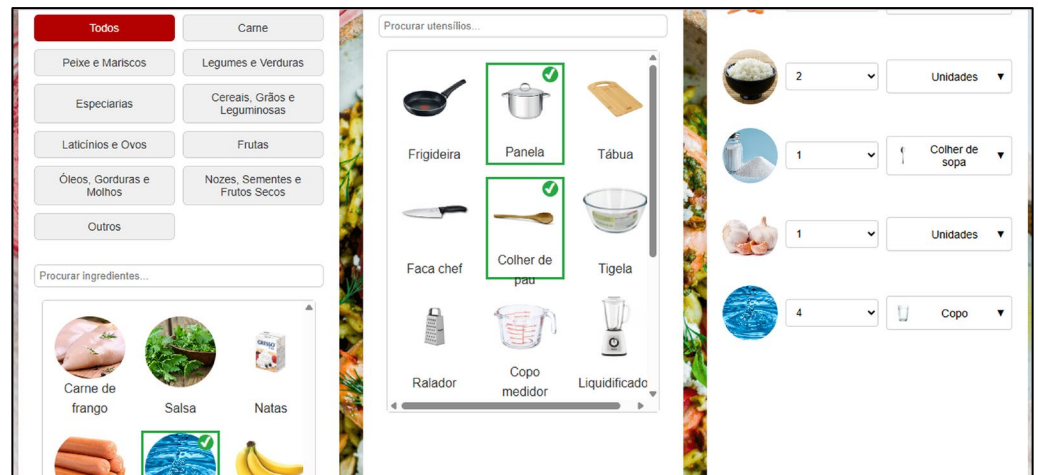 Todos
Carne
Peixe e Mariscos
Legumes e Verduras
Especiarias
Cereais, Grãos e
Leguminosas
Laticínios e Ovos
Frutas
Óleos, Gorduras e
Molhos
Nozes, Sementes e
Frutos Secos
Outros
Procurar ingredientes...
Carne de
frango
Salsa
Natas
Procurar utensílios...
Frigideira
Panela
Tábua
Faca chef
Colher de
pau
Tigela
Ralador
Copo
medidor
Liquidificado
2
Unidades
1
Colher de
sopa
1
Unidades
4
Copo